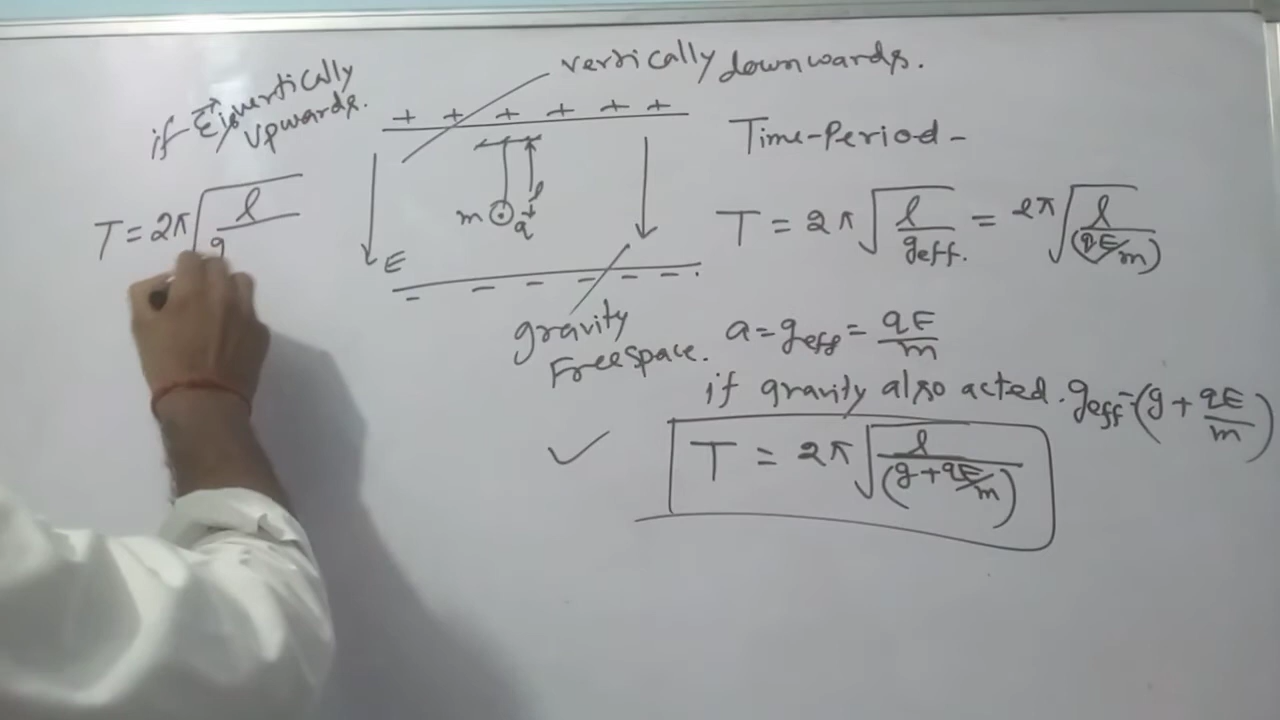 if E⃗ is vertically
upwards.
T = 2π√(l/g
vertically downwards.
+ + + + + +
l
m q
E
- - - - - -
gravity
Free space.
Time-Period -
T = 2π√(l/geff.) = 2π√(l/(qE/m))
a = geff = qE/m
if gravity also acted. geff = (g + qE/m)
✓ T = 2π√(l/(g + qE/m))